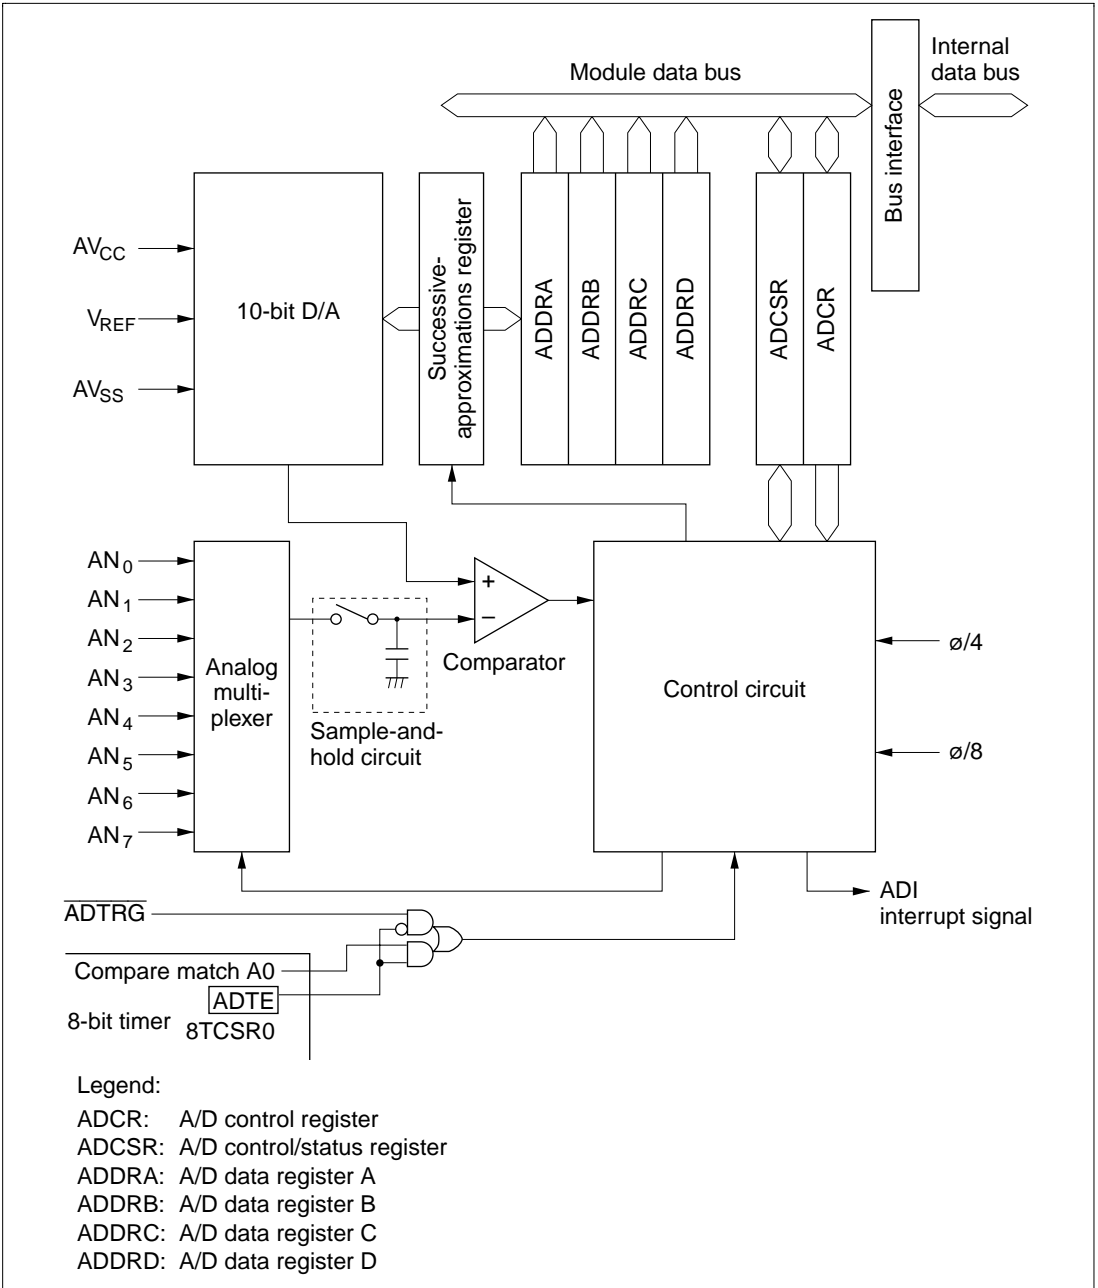 Module data bus
Internal
data bus
Bus interface
AVCC
VREF
AVSS
10-bit D/A
Successive-
approximations register
ADDRA
ADDRB
ADDRC
ADDRD
ADCSR
ADCR
AN0
AN1
AN2
AN3
AN4
AN5
AN6
AN7
Analog
multi-
plexer
Sample-and-
hold circuit
+
−
Comparator
Control circuit
ø/4
ø/8
ADI
interrupt signal
ADTRG
Compare match A0
ADTE
8-bit timer
8TCSR0
Legend:
ADCR: A/D control register
ADCSR: A/D control/status register
ADDRA: A/D data register A
ADDRB: A/D data register B
ADDRC: A/D data register C
ADDRD: A/D data register D